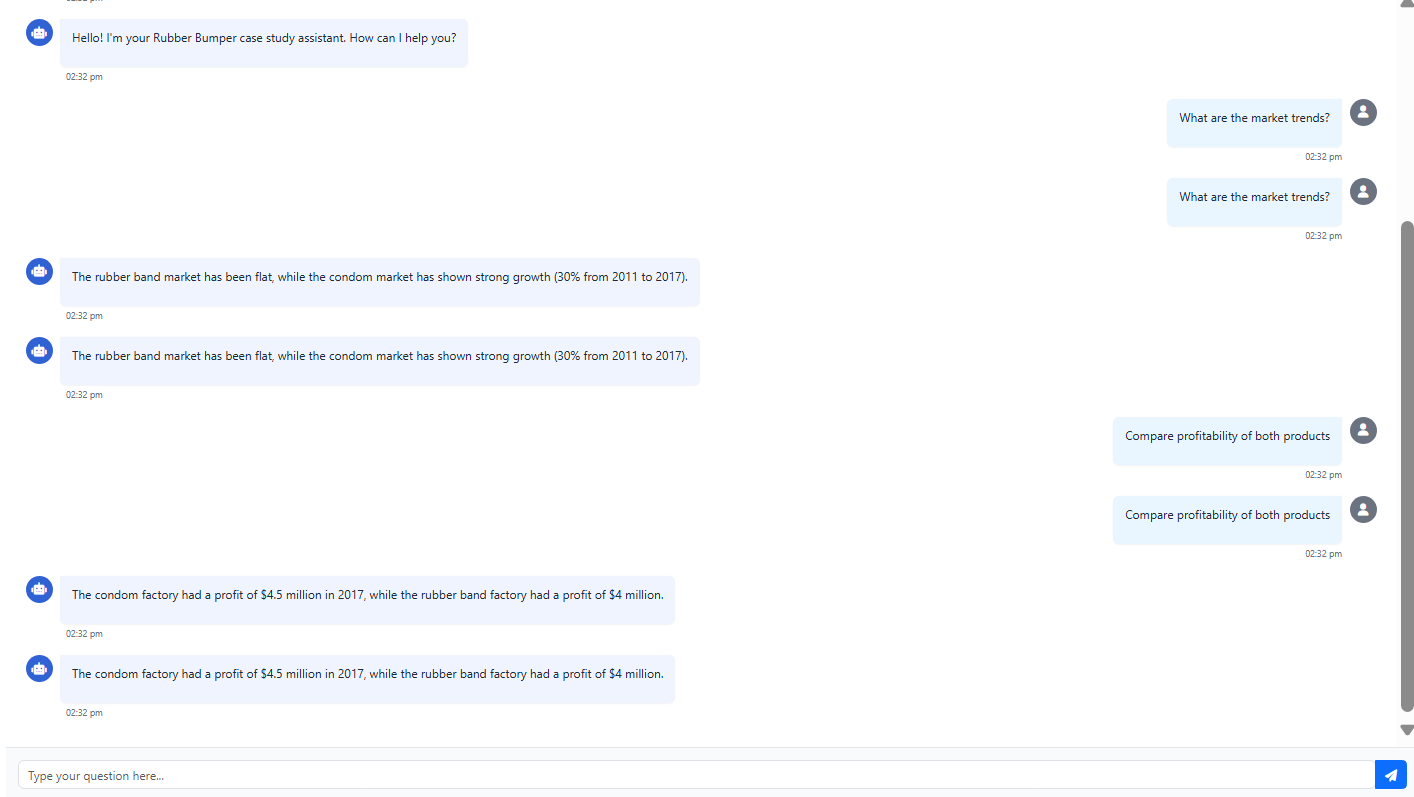 02:32 pm
Hello! I'm your Rubber Bumper case study assistant. How can I help you?
02:32 pm
What are the market trends?
02:32 pm
What are the market trends?
02:32 pm
The rubber band market has been flat, while the condom market has shown strong growth (30% from 2011 to 2017).
02:32 pm
The rubber band market has been flat, while the condom market has shown strong growth (30% from 2011 to 2017).
02:32 pm
Compare profitability of both products
02:32 pm
Compare profitability of both products
02:32 pm
The condom factory had a profit of $4.5 million in 2017, while the rubber band factory had a profit of $4 million.
02:32 pm
The condom factory had a profit of $4.5 million in 2017, while the rubber band factory had a profit of $4 million.
02:32 pm
Type your question here...